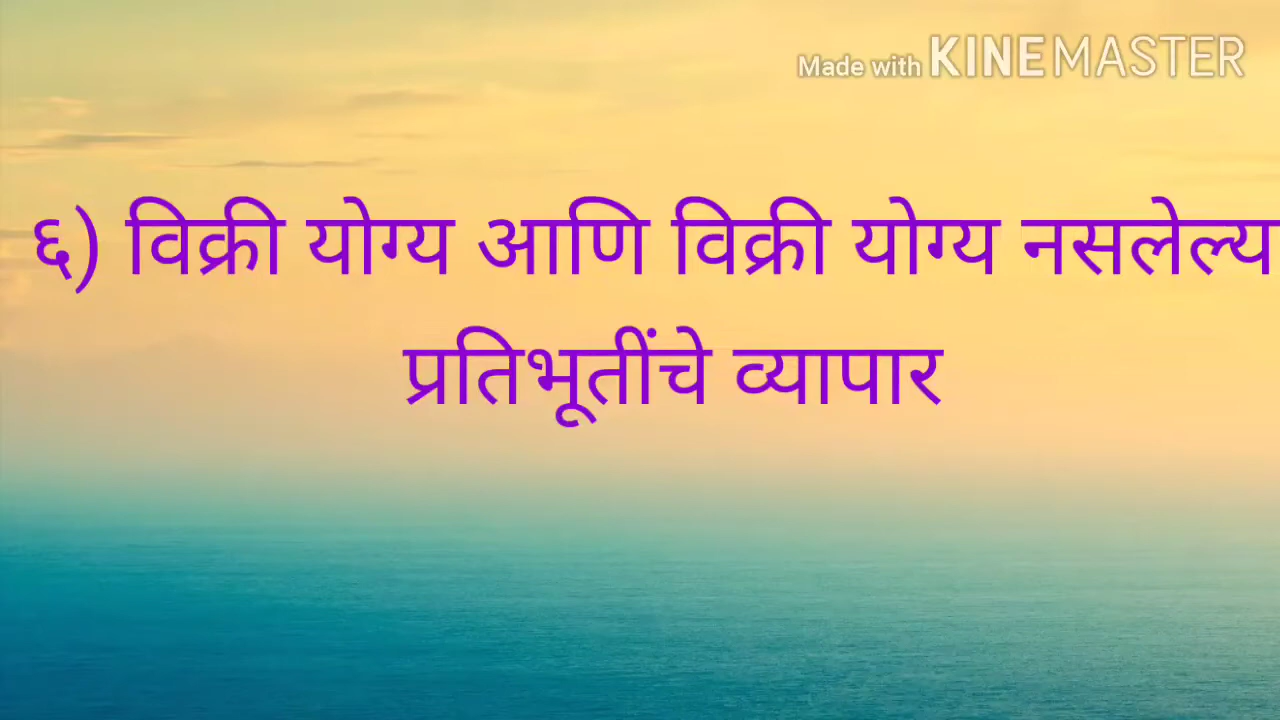 Made with KINEMASTER
६) विक्री योग्य आणि विक्री योग्य नसलेल्य
प्रतिभूतींचे व्यापार